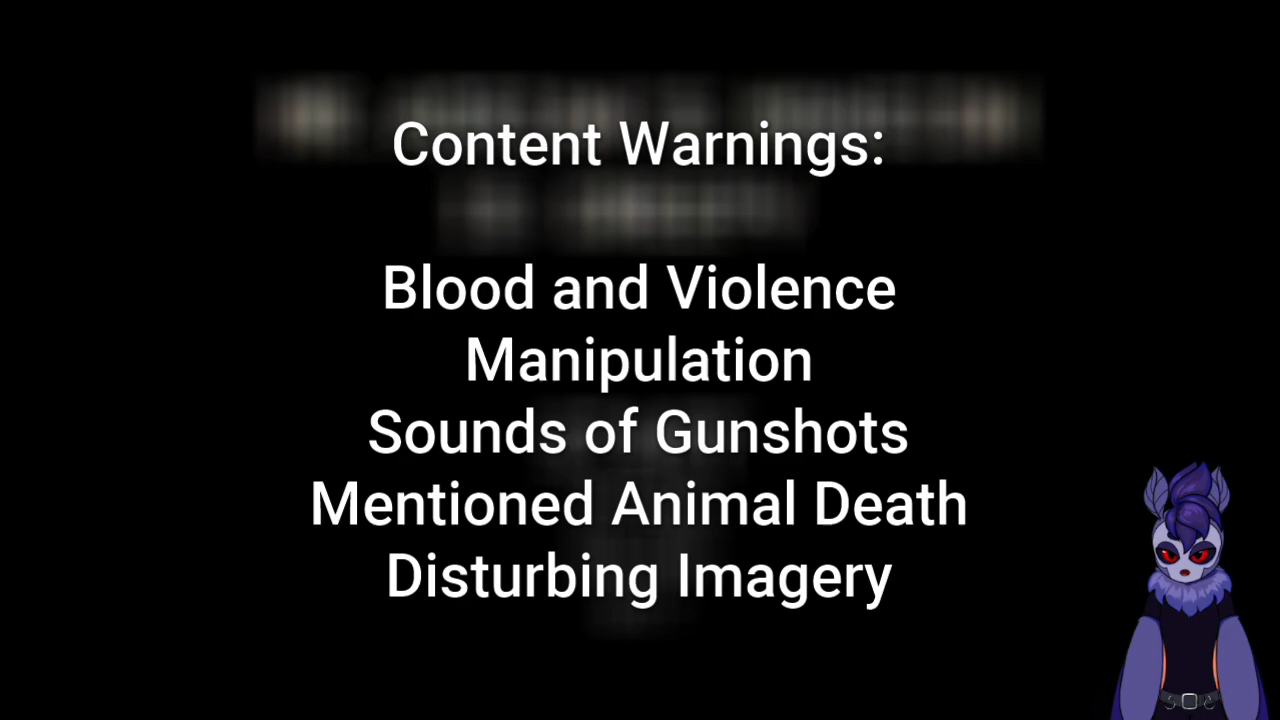 Content Warnings:
Blood and Violence
Manipulation
Sounds of Gunshots
Mentioned Animal Death
Disturbing Imagery